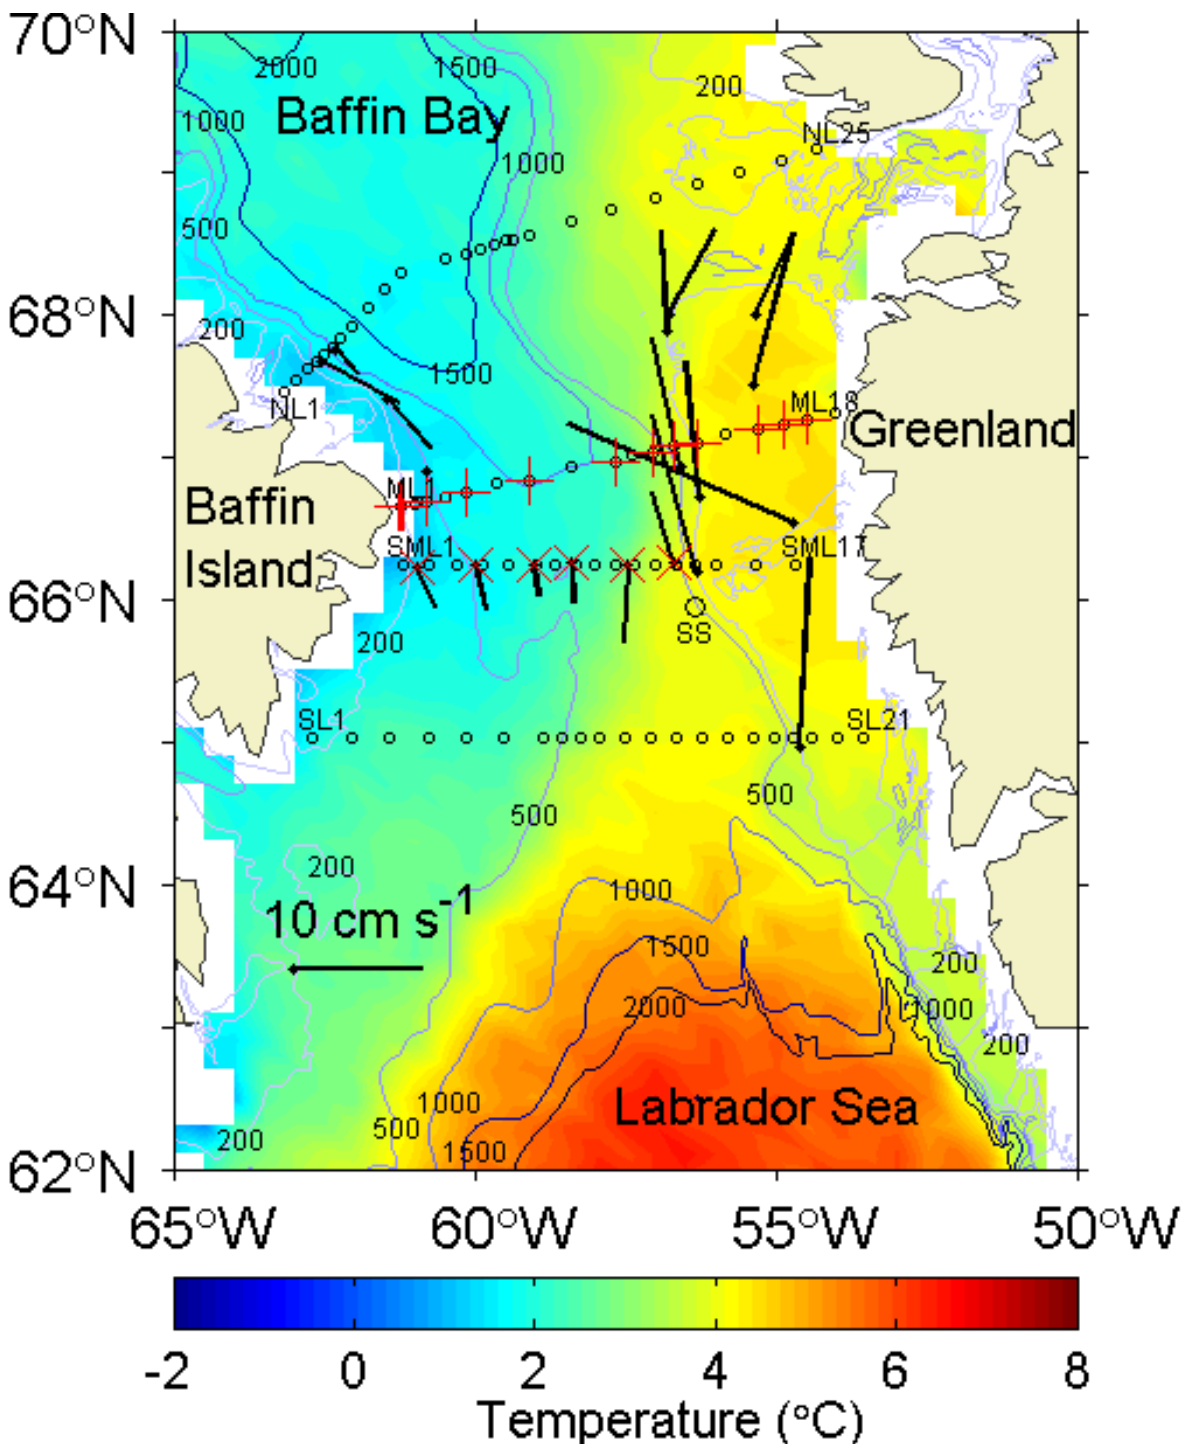 70°N
2000
1500
200
Baffin Bay
1000
NL25
1000
500
68°N
200
1500
NL1
ML18
Greenland
ML1
Baffin
Island
SML1
SML17
66°N
SS
200
SL1
SL21
500
500
200
64°N
1000
10 cm s-1
1500
200
2000
1000
200
1000
Labrador Sea
500
200
1500
62°N
65°W
60°W
55°W
50°W
-2
0
2
4
6
8
Temperature (°C)